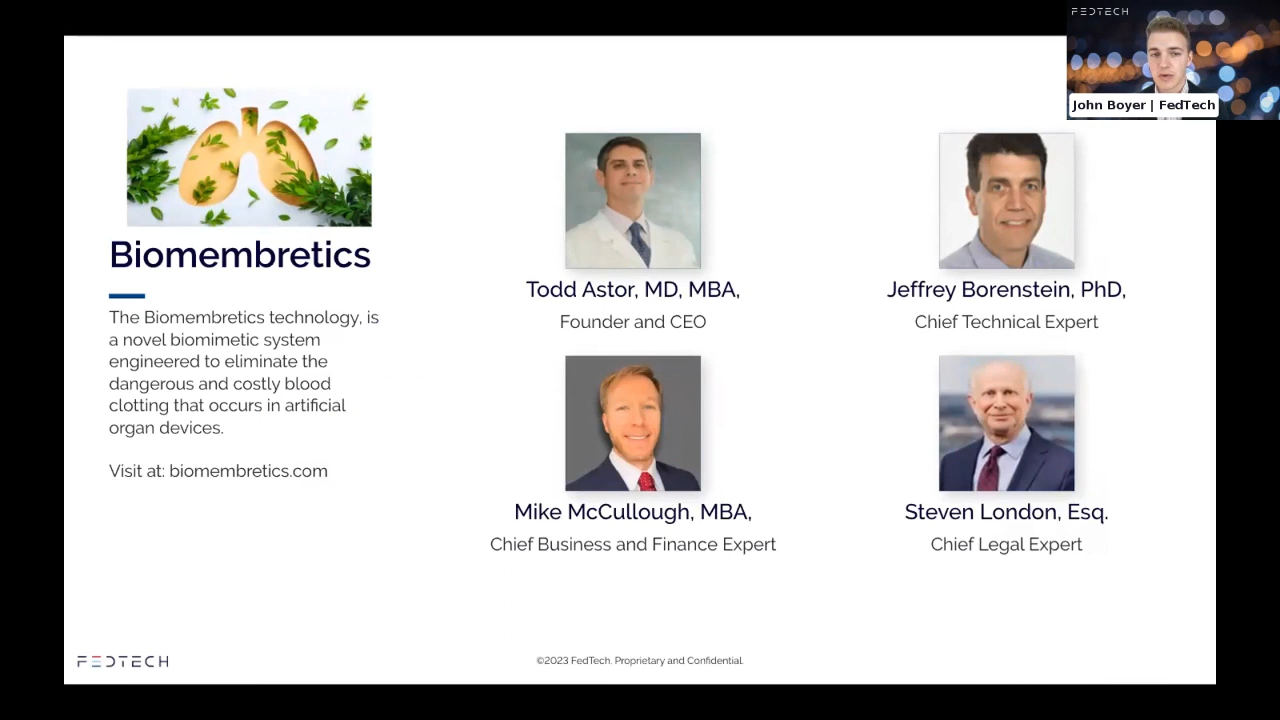 FEDTECH
John Boyer | FedTech
Biomembretics
The Biomembretics technology, is
a novel biomimetic system
engineered to eliminate the
dangerous and costly blood
clotting that occurs in artificial
organ devices.
Visit at: biomembretics.com
Todd Astor, MD, MBA,
Founder and CEO
Jeffrey Borenstein, PhD,
Chief Technical Expert
Mike McCullough, MBA,
Chief Business and Finance Expert
Steven London, Esq.
Chief Legal Expert
FEDTECH
©2023 FedTech. Proprietary and Confidential.